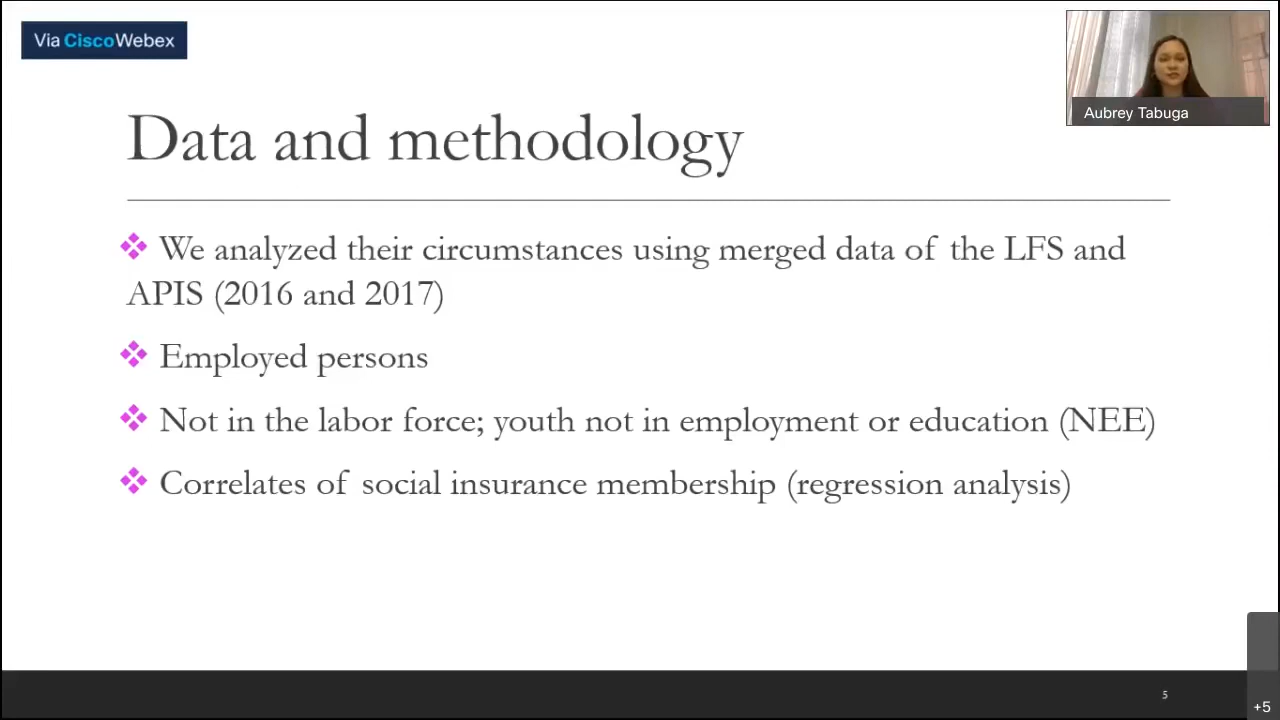 Via CiscoWebex
Aubrey Tabuga
Data and methodology
We analyzed their circumstances using merged data of the LFS and
APIS (2016 and 2017)
Employed persons
Not in the labor force; youth not in employment or education (NEE)
Correlates of social insurance membership (regression analysis)
5
+5